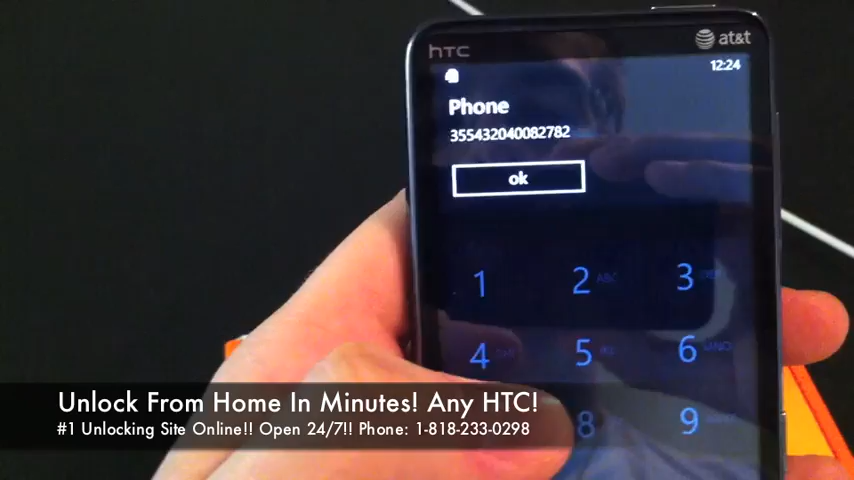 hTC
at&t
12:24
Phone
355432040082782
ok
1
2 ABC
3
4
5
6
8
9
Unlock From Home In Minutes! Any HTC!
#1 Unlocking Site Online!! Open 24/7!! Phone: 1-818-233-0298